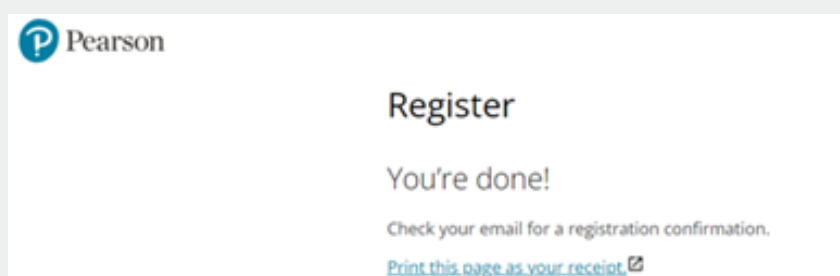 Pearson
Register
You're done!
Check your email for a registration confirmation.
Print this page as your receipt.